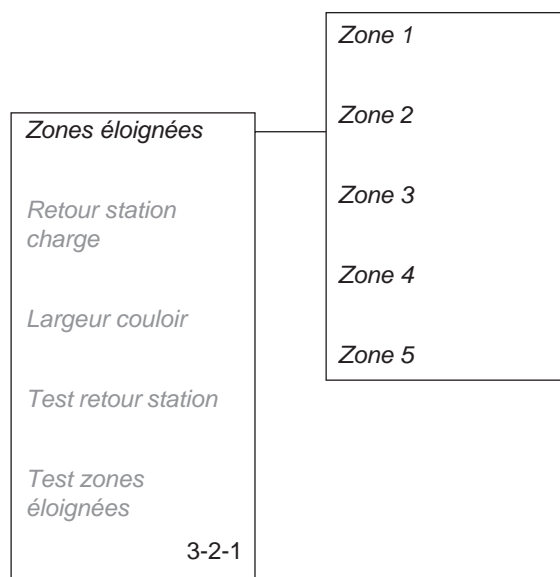 Zones éloignées
Retour station
charge
Largeur couloir
Test retour station
Test zones
éloignées
3-2-1
Zone 1
Zone 2
Zone 3
Zone 4
Zone 5